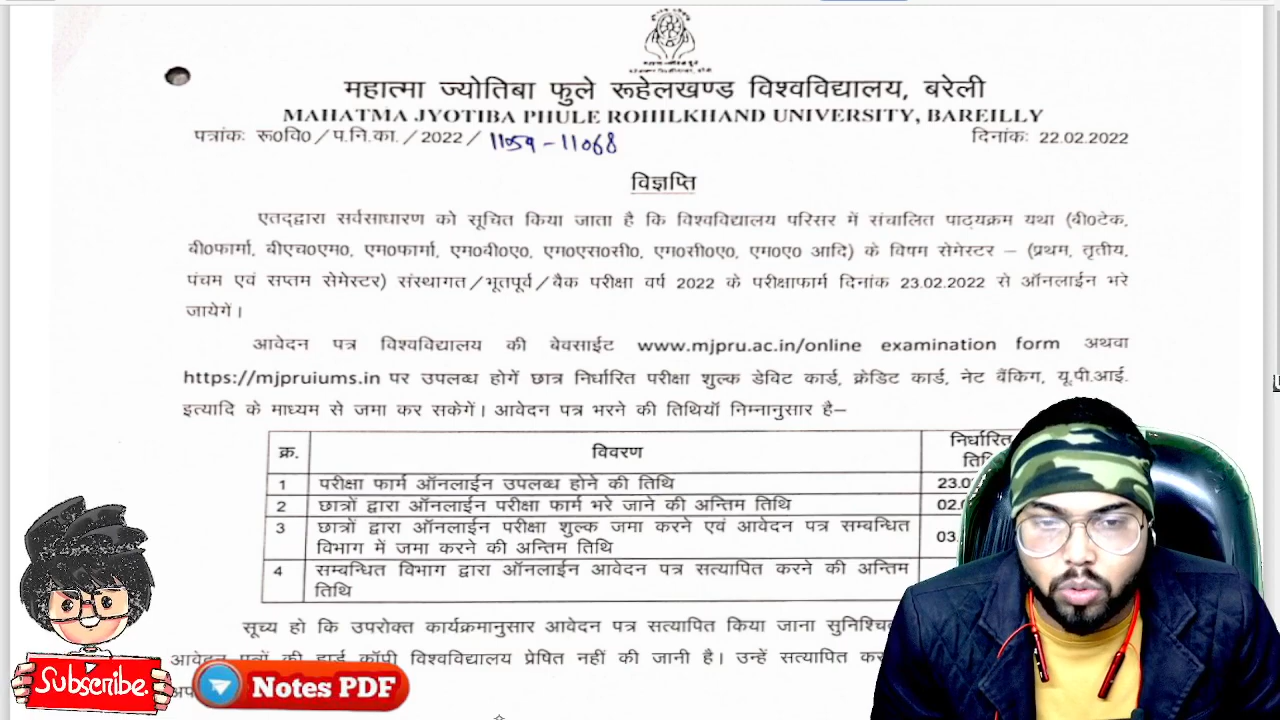 महात्मा ज्योतिबा फुले रूहेलखण्ड विश्वविद्यालय, बरेली
MAHATMA JYOTIBA PHULE ROHILKHAND UNIVERSITY, BAREILLY
पत्रांकः रू0वि0/प.नि.का./2022/ 11059-11068 दिनांकः 22.02.2022
विज्ञप्ति
एतद्द्वारा सर्वसाधारण को सूचित किया जाता है कि विश्वविद्यालय परिसर में संचालित पाठ्यक्रम यथा (बी0टेक,
बी0फार्मा, बीएच0एम0, एम0फार्मा, एम0बी0ए0, एम0एस0सी0, एम0सी0ए0, एम0ए0 आदि) के विषम सेमेस्टर – (प्रथम, तृतीय,
पंचम एवं सप्तम सेमेस्टर) संस्थागत/भूतपूर्व/बैक परीक्षा वर्ष 2022 के परीक्षाफार्म दिनांक 23.02.2022 से ऑनलाईन भरे
जायेगें।
आवेदन पत्र विश्वविद्यालय की बेवसाईट www.mjpru.ac.in/online examination form अथवा
https://mjpruiums.in पर उपलब्ध होगें छात्र निर्धारित परीक्षा शुल्क डेविट कार्ड, क्रेडिट कार्ड, नेट बैंकिग, यू.पी.आई.
इत्यादि के माध्यम से जमा कर सकेगें। आवेदन पत्र भरने की तिथियॉ निम्नानुसार है–
क्र. विवरण निर्धारित
1 परीक्षा फार्म ऑनलाईन उपलब्ध होने की तिथि 23.0
2 छात्रों द्वारा ऑनलाईन परीक्षा फार्म भरे जाने की अन्तिम तिथि 02.
3 छात्रों द्वारा ऑनलाईन परीक्षा शुल्क जमा करने एवं आवेदन पत्र सम्बन्धित 03.
विभाग में जमा करने की अन्तिम तिथि
4 सम्बन्धित विभाग द्वारा ऑनलाईन आवेदन पत्र सत्यापित करने की अन्तिम
तिथि
सूच्य हो कि उपरोक्त कार्यक्रमानुसार आवेदन पत्र सत्यापित किया जाना
की हार्ड कॉपी विश्वविद्यालय प्रेषित नहीं की जानी है। उन्हें सत्यापित
Subscribe.
Notes PDF